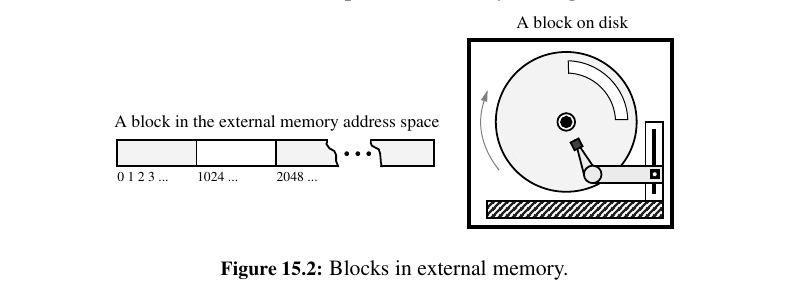 A block on disk
A block in the external memory address space
0 1 2 3 ... 1024 ... 2048 ...
Figure 15.2: Blocks in external memory.